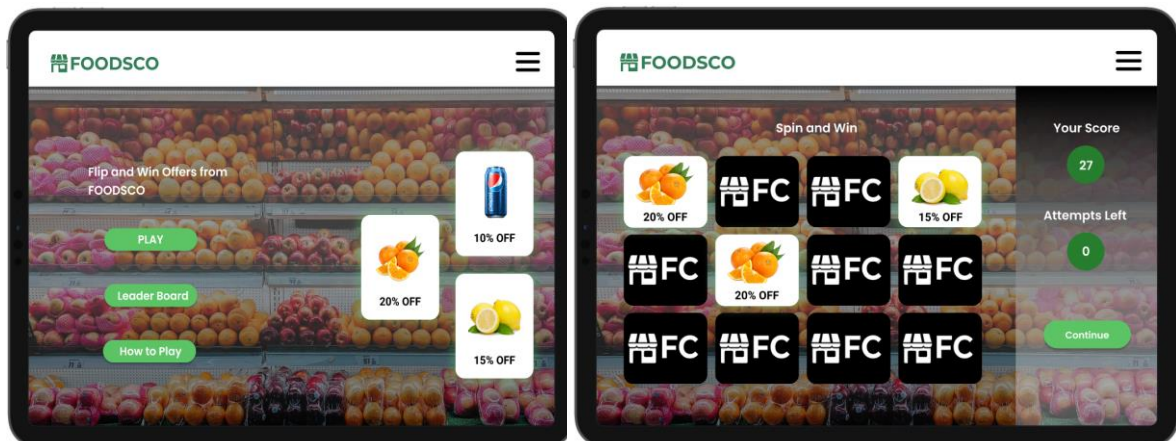 FOODSCO
Flip and Win Offers from
FOODSCO
PLAY
Leader Board
How to Play
10% OFF
20% OFF
15% OFF
FOODSCO
Spin and Win
20% OFF
FC
FC
15% OFF
FC
20% OFF
FC
FC
FC
FC
FC
FC
Your Score
27
Attempts Left
0
Continue